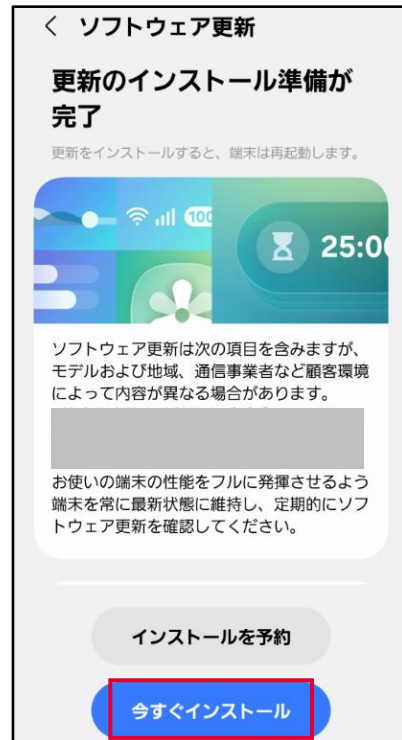 く ソフトウェア更新
更新のインストール準備が
完了
更新をインストールすると、端末は再起動します。
100
25:00
ソフトウェア更新は次の項目を含みますが、
モデルおよび地域、通信事業者など顧客環境
によって内容が異なる場合があります。
お使いの端末の性能をフルに発揮させるよう
端末を常に最新状態に維持し、定期的にソフ
トウェア更新を確認してください。
インストールを予約
今すぐインストール